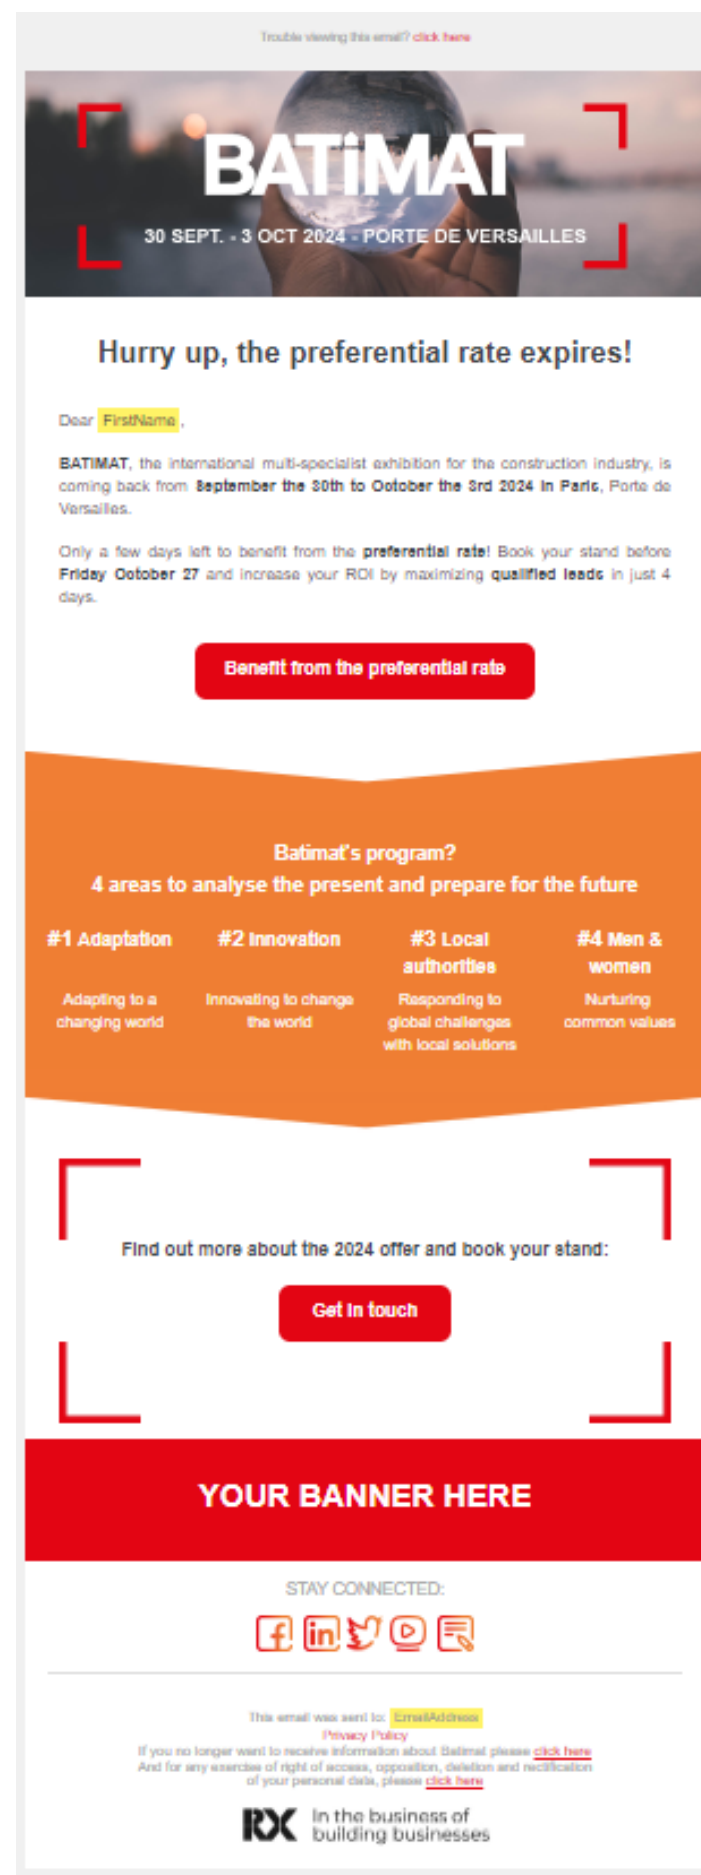 Trouble viewing this email? click here
BATiMAT
30 SEPT. - 3 OCT 2024 - PORTE DE VERSAILLES
Hurry up, the preferential rate expires!
Dear FirstName ,
BATIMAT, the international multi-specialist exhibition for the construction industry, is
coming back from September the 30th to October the 3rd 2024 in Paris, Porte de
Versailles.
Only a few days left to benefit from the preferential rate! Book your stand before
Friday October 27 and increase your ROI by maximizing qualified leads in just 4
days.
Benefit from the preferential rate
Batimat's program?
4 areas to analyse the present and prepare for the future
#1 Adaptation
Adapting to a
changing world
#2 Innovation
Innovating to change
the world
#3 Local
authorities
Responding to
global challenges
with local solutions
#4 Men &
women
Nurturing
common values
Find out more about the 2024 offer and book your stand:
Get in touch
YOUR BANNER HERE
STAY CONNECTED:
This email was sent to: EmailAddress
Privacy Policy
If you no longer want to receive information about Batimat please click here
And for any exercise of right of access, opposition, deletion and rectification
of your personal data, please click here
RX In the business of
building businesses